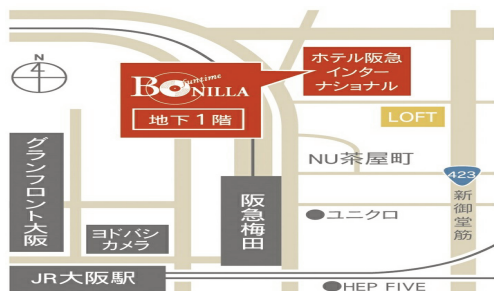 N
suntime
BONILLA
地下1階
ホテル阪急
インター
ナショナル
LOFT
グランフロント大阪
NU茶屋町
423
新御堂筋
阪急梅田
ユニクロ
ヨドバシ
カメラ
JR大阪駅
HEP FIVE